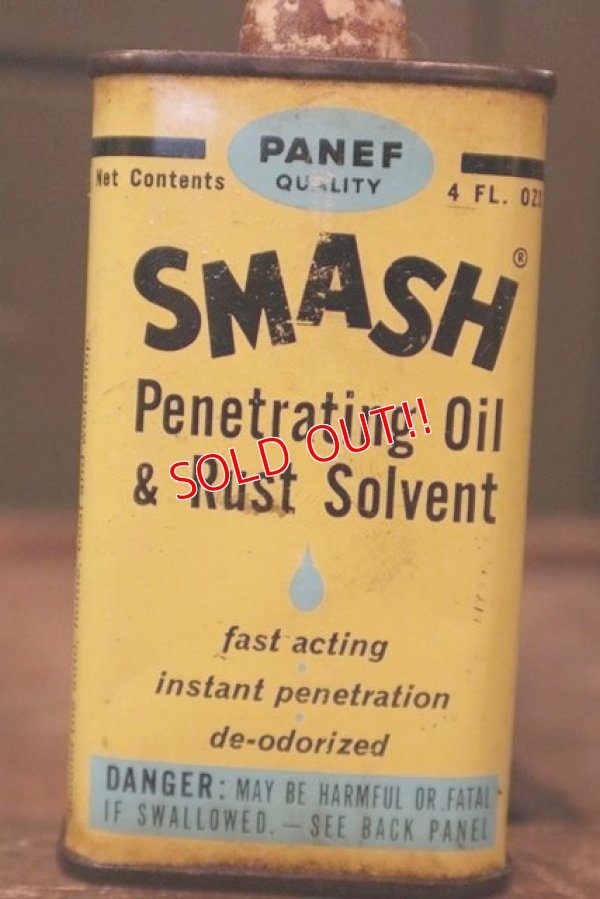 PANEF
QUALITY
Net Contents
4 FL. OZS
SMASH®
Penetrating Oil
& Rust Solvent
SOLD OUT!!
fast acting
instant penetration
de-odorized
DANGER: MAY BE HARMFUL OR FATAL
IF SWALLOWED. — SEE BACK PANEL